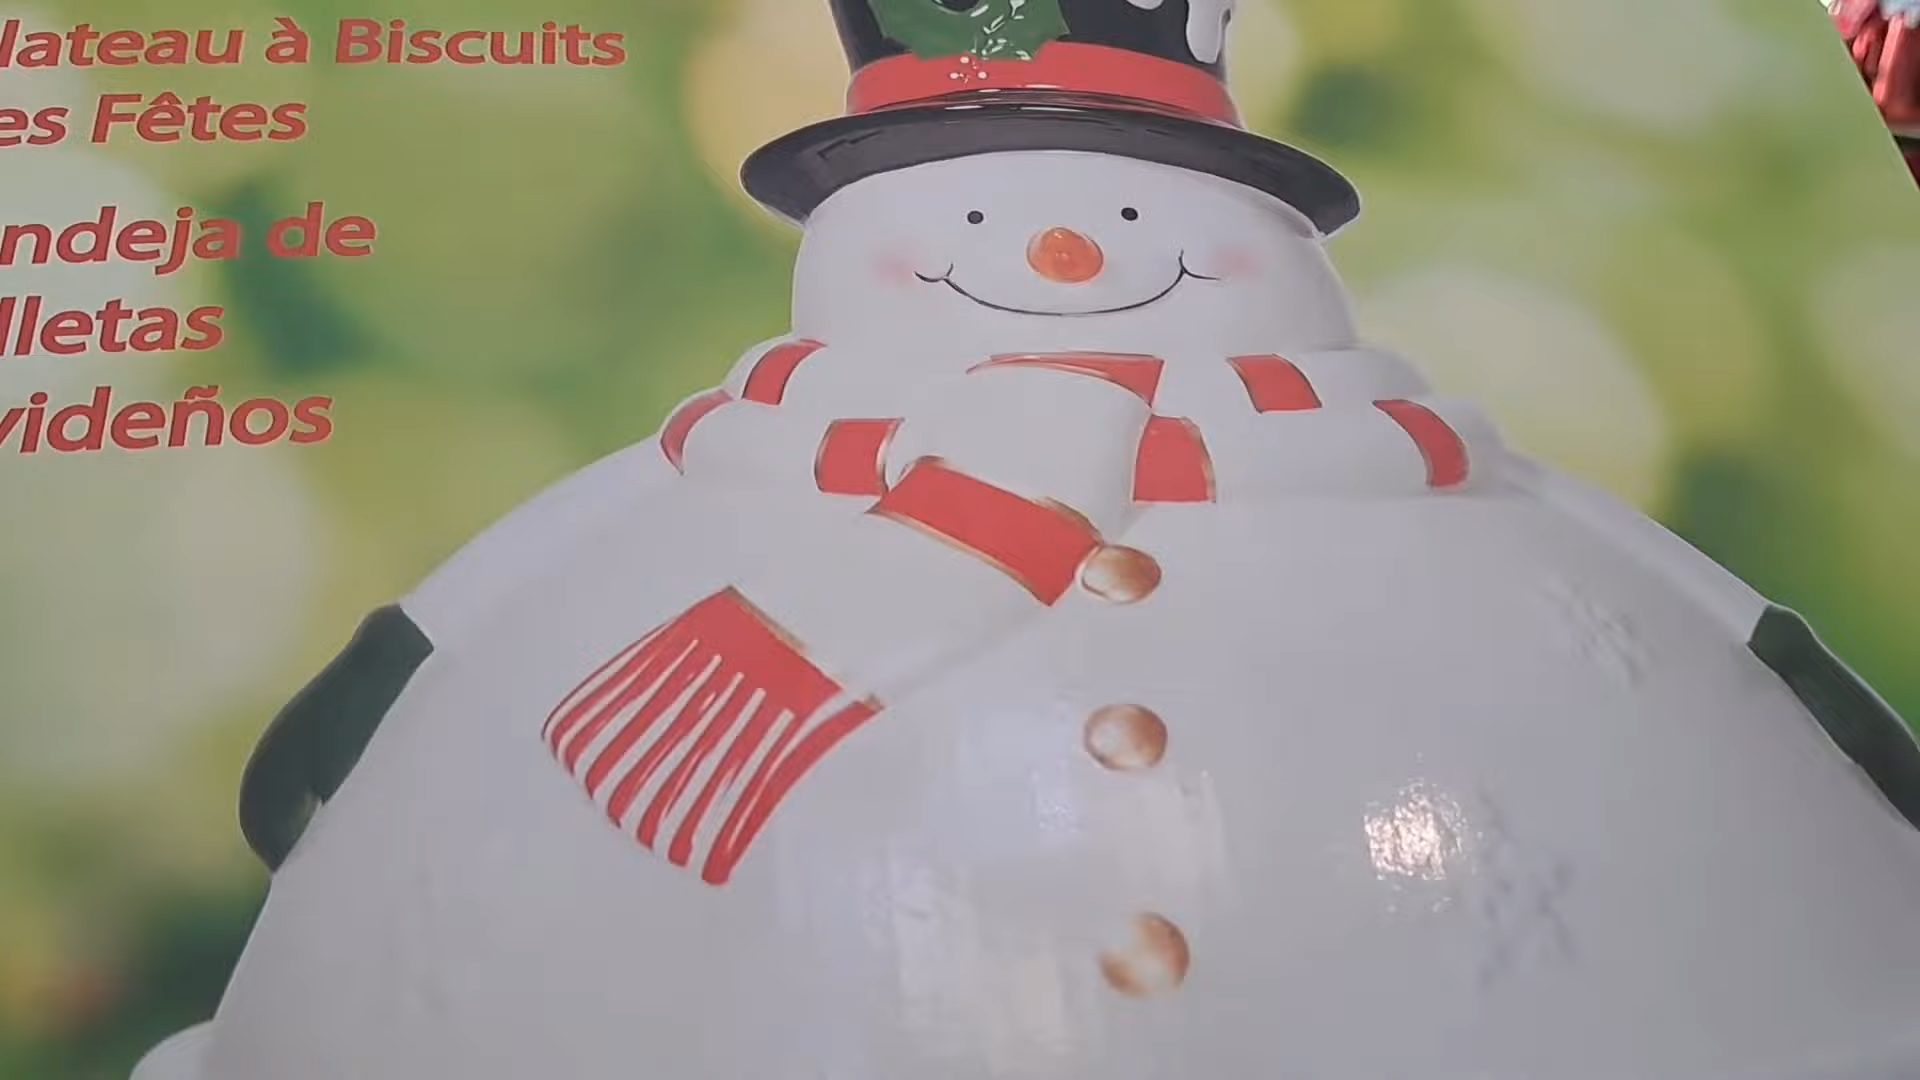 lateau à Biscuits
es Fêtes
ndeja de
lletas
videños